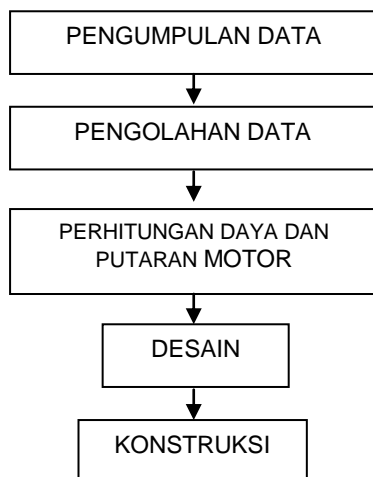 PENGUMPULAN DATA
PENGOLAHAN DATA
PERHITUNGAN DAYA DAN
PUTARAN MOTOR
DESAIN
KONSTRUKSI